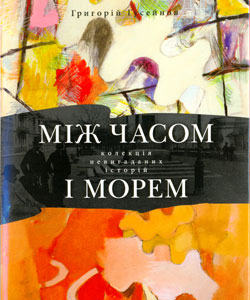 Григорій Гусейнов
МІЖ ЧАСОМ
колекція
невигаданих
історій
І МОРЕМ